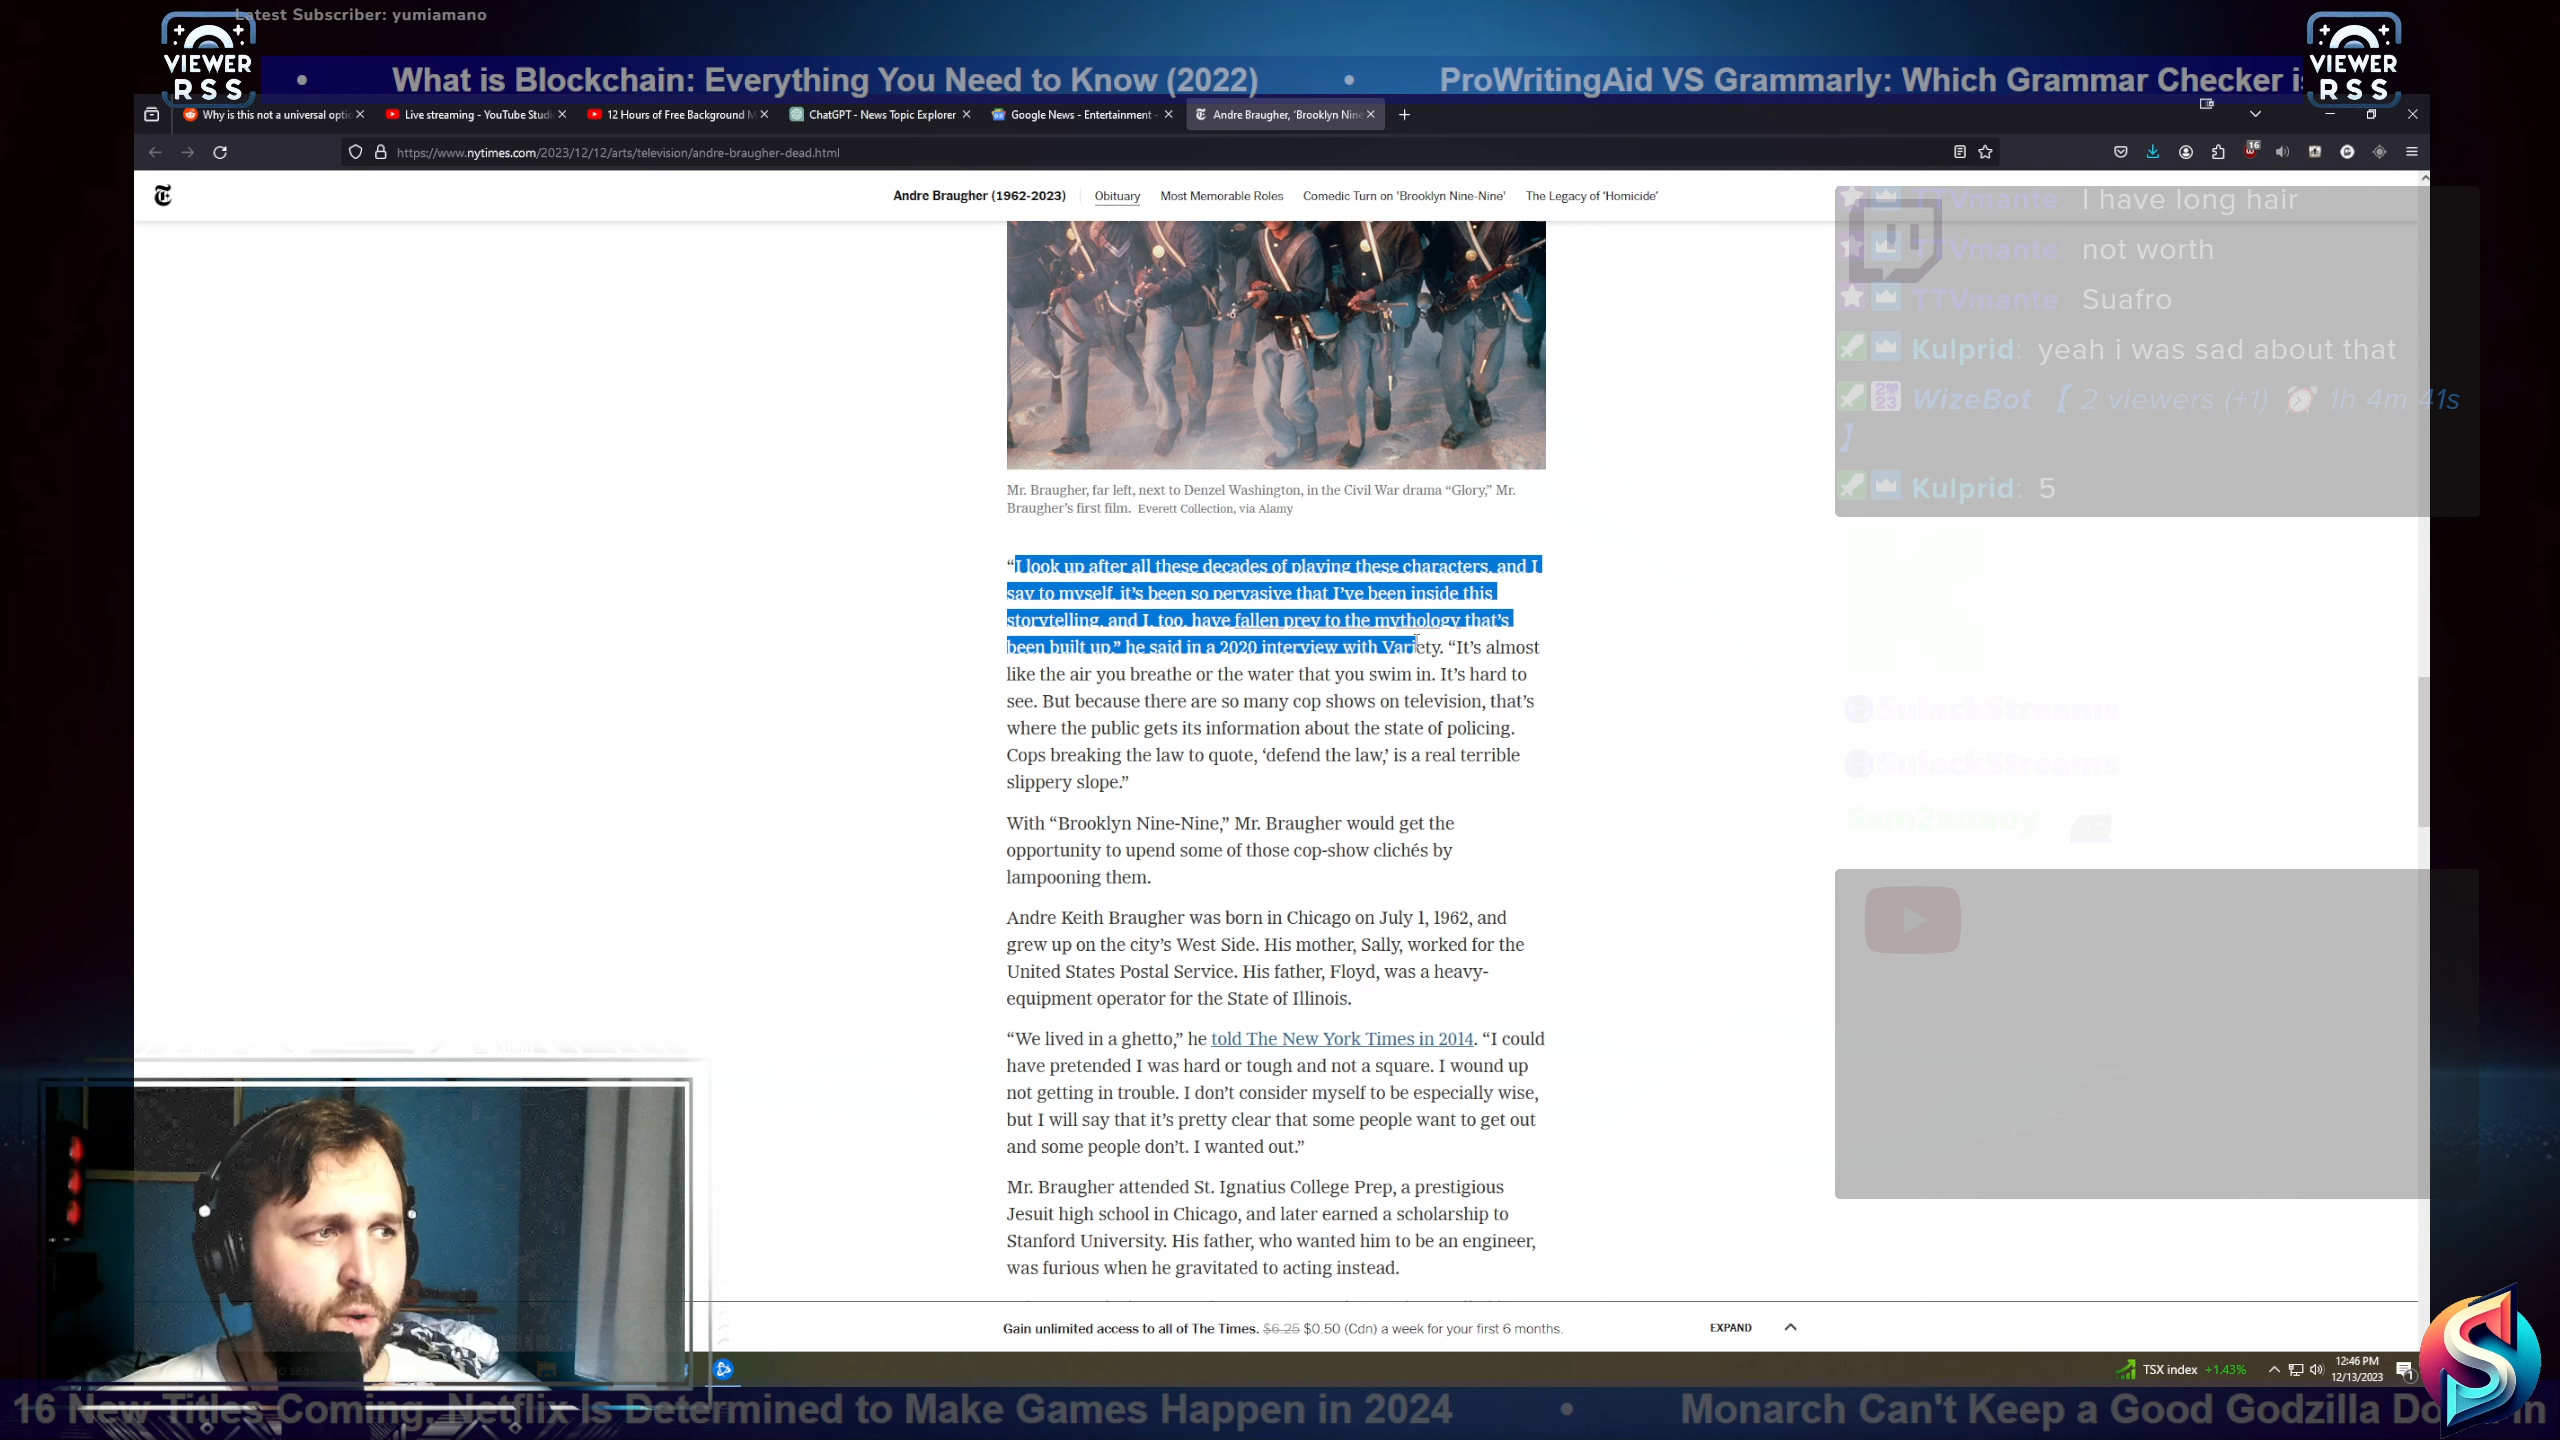 Latest Subscriber: yumiamano
VIEWER
RSS
• What is Blockchain: Everything You Need to Know (2022) • ProWritingAid VS Grammarly: Which Grammar Checker is
VIEWER
RSS
Why is this not a universal optio
Live streaming - YouTube Studi
12 Hours of Free Background M
ChatGPT - News Topic Explorer
Google News - Entertainment -
Andre Braugher, 'Brooklyn Nine
https://www.nytimes.com/2023/12/12/arts/television/andre-braugher-dead.html
16
Andre Braugher (1962-2023) Obituary Most Memorable Roles Comedic Turn on 'Brooklyn Nine-Nine' The Legacy of 'Homicide'
TTVmante: I have long hair
TTVmante: not worth
TTVmante: Suafro
Kulprid: yeah i was sad about that
WizeBot 【 2 viewers (+1) ⏰ 1h 4m 41s
】
Kulprid: 5
Mr. Braugher, far left, next to Denzel Washington, in the Civil War drama “Glory,” Mr.
Braugher’s first film. Everett Collection, via Alamy
“I look up after all these decades of playing these characters, and I
say to myself, it’s been so pervasive that I’ve been inside this
storytelling, and I, too, have fallen prey to the mythology that’s
been built up,” he said in a 2020 interview with Variety. “It’s almost
like the air you breathe or the water that you swim in. It’s hard to
see. But because there are so many cop shows on television, that’s
where the public gets its information about the state of policing.
Cops breaking the law to quote, ‘defend the law,’ is a real terrible
slippery slope.”
With “Brooklyn Nine-Nine,” Mr. Braugher would get the
opportunity to upend some of those cop-show clichés by
lampooning them.
Andre Keith Braugher was born in Chicago on July 1, 1962, and
grew up on the city’s West Side. His mother, Sally, worked for the
United States Postal Service. His father, Floyd, was a heavy-
equipment operator for the State of Illinois.
“We lived in a ghetto,” he told The New York Times in 2014. “I could
have pretended I was hard or tough and not a square. I wound up
not getting in trouble. I don’t consider myself to be especially wise,
but I will say that it’s pretty clear that some people want to get out
and some people don’t. I wanted out.”
Mr. Braugher attended St. Ignatius College Prep, a prestigious
Jesuit high school in Chicago, and later earned a scholarship to
Stanford University. His father, who wanted him to be an engineer,
was furious when he gravitated to acting instead.
SulackStreams
SulackStreams
Gain unlimited access to all of The Times. $6.25 $0.50 (Cdn) a week for your first 6 months.
EXPAND
TSX index +1.43%
12:46 PM
12/13/2023
1
16 New Titles Coming, Netflix Is Determined to Make Games Happen in 2024 • Monarch Can't Keep a Good Godzilla